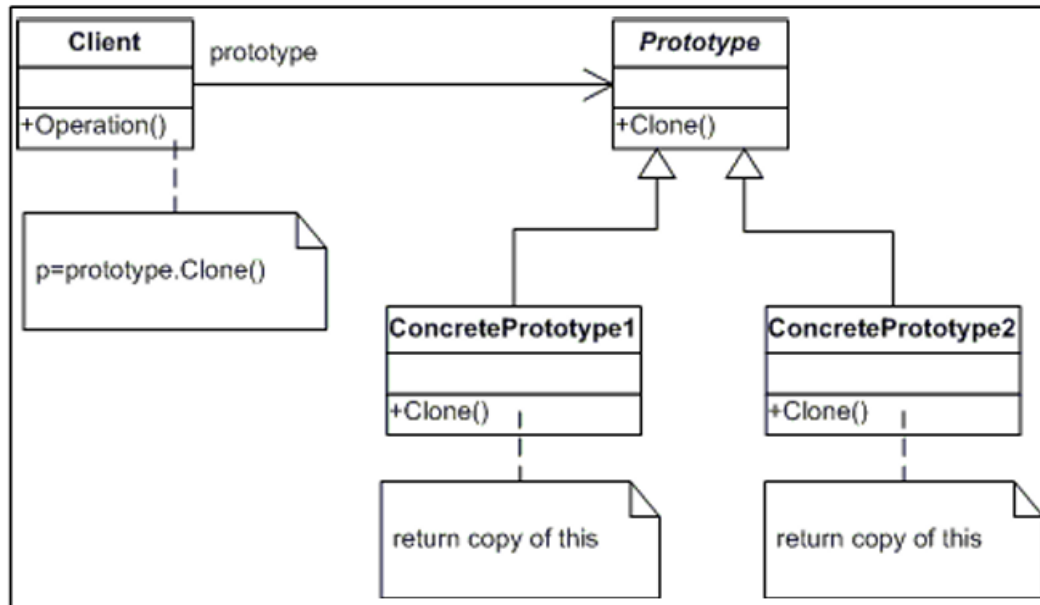 Client
prototype
Prototype
+Operation()
+Clone()
p=prototype.Clone()
ConcretePrototype1
ConcretePrototype2
+Clone()
+Clone()
return copy of this
return copy of this